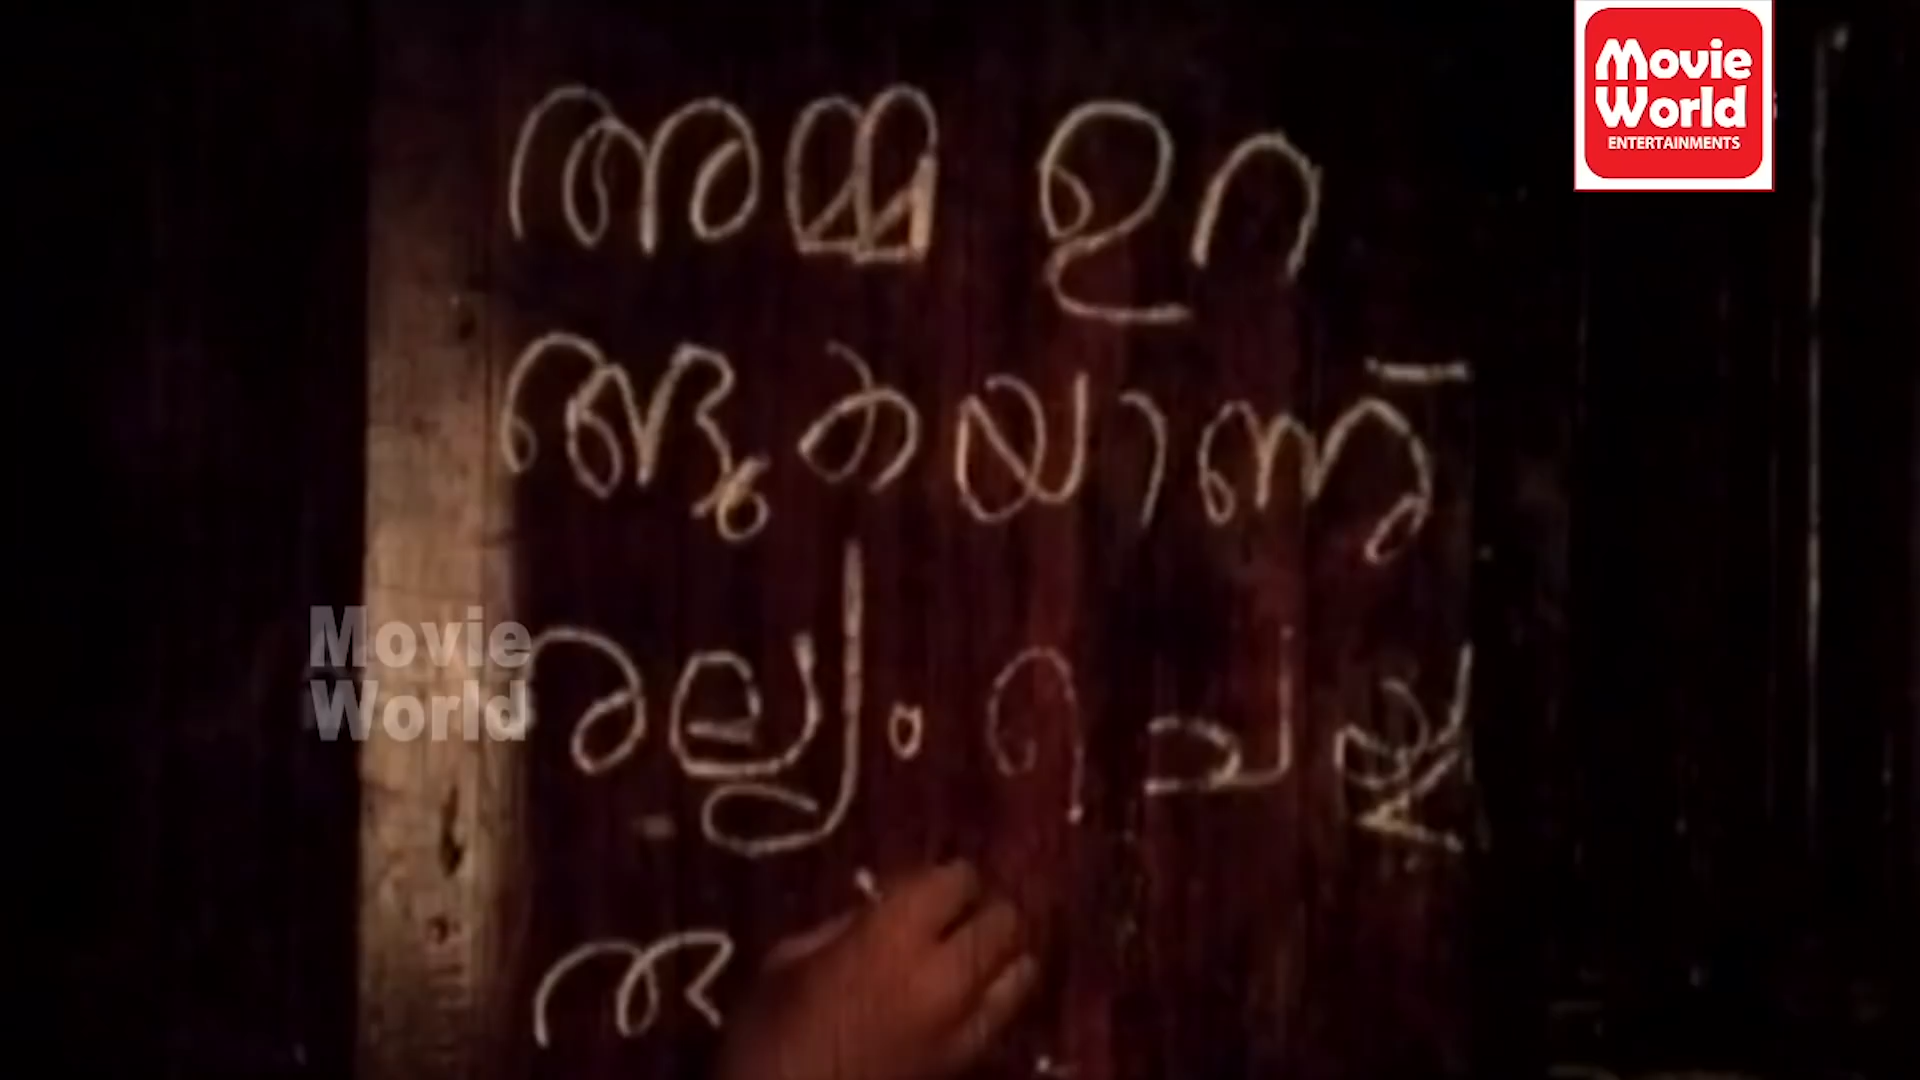 Movie
World
ENTERTAINMENTS
അമ്മ ഉറ
ങ്ങുകയാണ്
ശല്യം ചെയ്യ
Movie
World
ത